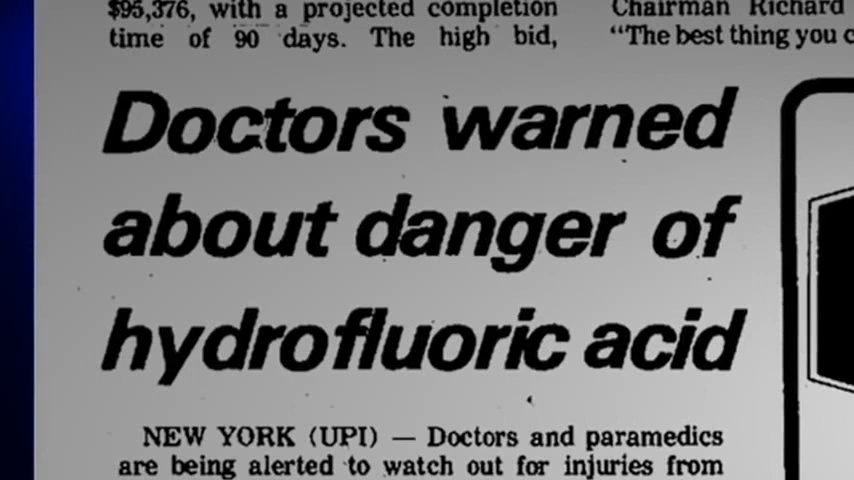 $95,376, with a projected completion
time of 90 days. The high bid,
Chairman Richard
“The best thing you c
Doctors warned
about danger of
hydrofluoric acid
NEW YORK (UPI) — Doctors and paramedics
are being alerted to watch out for injuries from